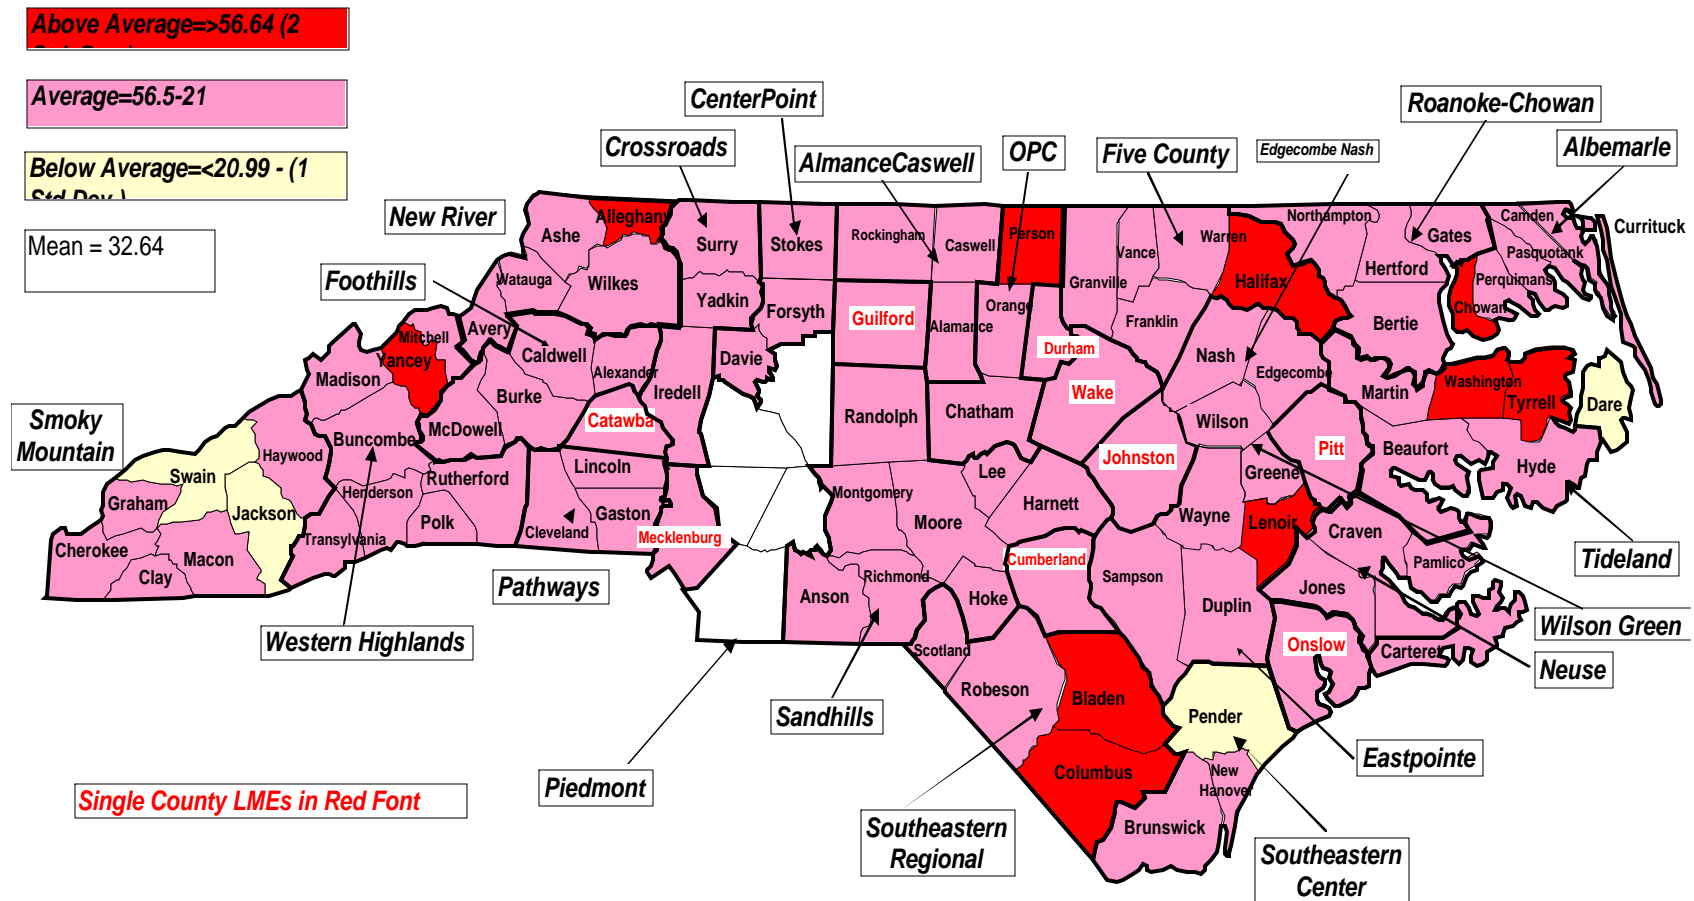 Above Average=>56.64 (2
Average=56.5-21
Below Average=<20.99 - (1
Std Dev.)
Mean = 32.64
CenterPoint
Roanoke-Chowan
Crossroads
AlmanceCaswell
OPC
Five County
Edgecombe Nash
Albemarle
New River
Foothills
Smoky
Mountain
Alleghany
Ashe
Surry
Stokes
Rockingham
Caswell
Person
Granville
Vance
Warren
Northampton
Gates
Camden
Currituck
Pasquotank
Perquimans
Chowan
Hertford
Halifax
Watauga
Wilkes
Yadkin
Forsyth
Guilford
Alamance
Orange
Durham
Franklin
Bertie
Mitchell
Avery
Yancey
Caldwell
Alexander
Davie
Iredell
Nash
Edgecombe
Martin
Washington
Tyrrell
Dare
Madison
Burke
McDowell
Catawba
Randolph
Chatham
Wake
Wilson
Pitt
Beaufort
Hyde
Buncombe
Haywood
Swain
Rutherford
Lincoln
Lee
Johnston
Greene
Graham
Jackson
Henderson
Polk
Cleveland
Gaston
Mecklenburg
Montgomery
Moore
Harnett
Wayne
Lenoir
Craven
Pamlico
Cherokee
Clay
Macon
Transylvania
Anson
Richmond
Hoke
Cumberland
Sampson
Duplin
Jones
Onslow
Carteret
Tideland
Pathways
Western Highlands
Scotland
Robeson
Bladen
Pender
Wilson Green
Neuse
Sandhills
Piedmont
Columbus
New
Hanover
Brunswick
Eastpointe
Single County LMEs in Red Font
Southeastern
Regional
Southeastern
Center